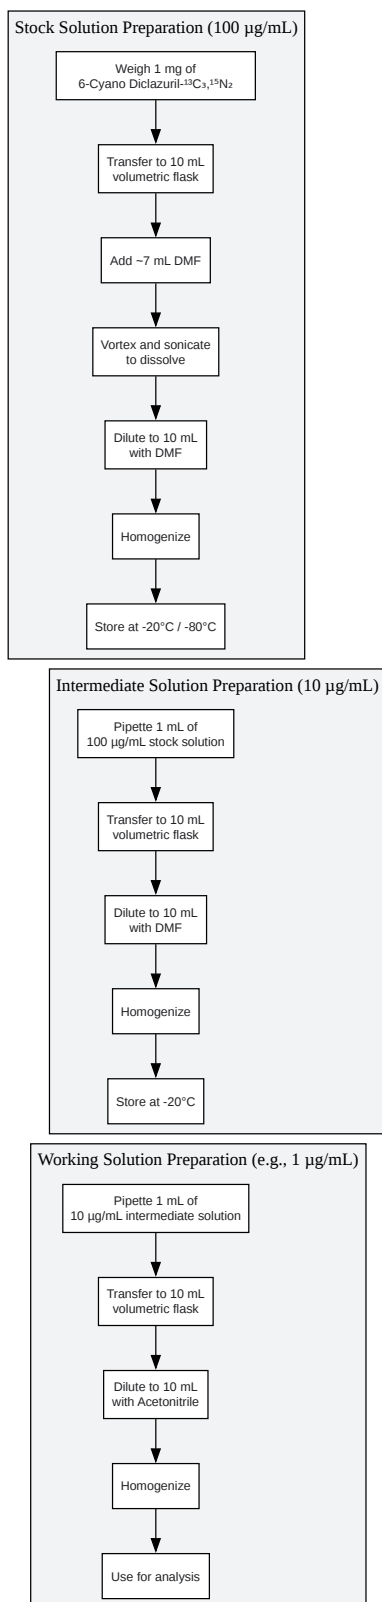 Stock Solution Preparation (100 µg/mL)
Weigh 1 mg of
6-Cyano Diclazuril-¹³C₃,¹⁵N₂
Transfer to 10 mL
volumetric flask
Add ~7 mL DMF
Vortex and sonicate
to dissolve
Dilute to 10 mL
with DMF
Homogenize
Store at -20°C / -80°C
Intermediate Solution Preparation (10 µg/mL)
Pipette 1 mL of
100 µg/mL stock solution
Transfer to 10 mL
volumetric flask
Dilute to 10 mL
with DMF
Homogenize
Store at -20°C
Working Solution Preparation (e.g., 1 µg/mL)
Pipette 1 mL of
10 µg/mL intermediate solution
Transfer to 10 mL
volumetric flask
Dilute to 10 mL
with Acetonitrile
Homogenize
Use for analysis